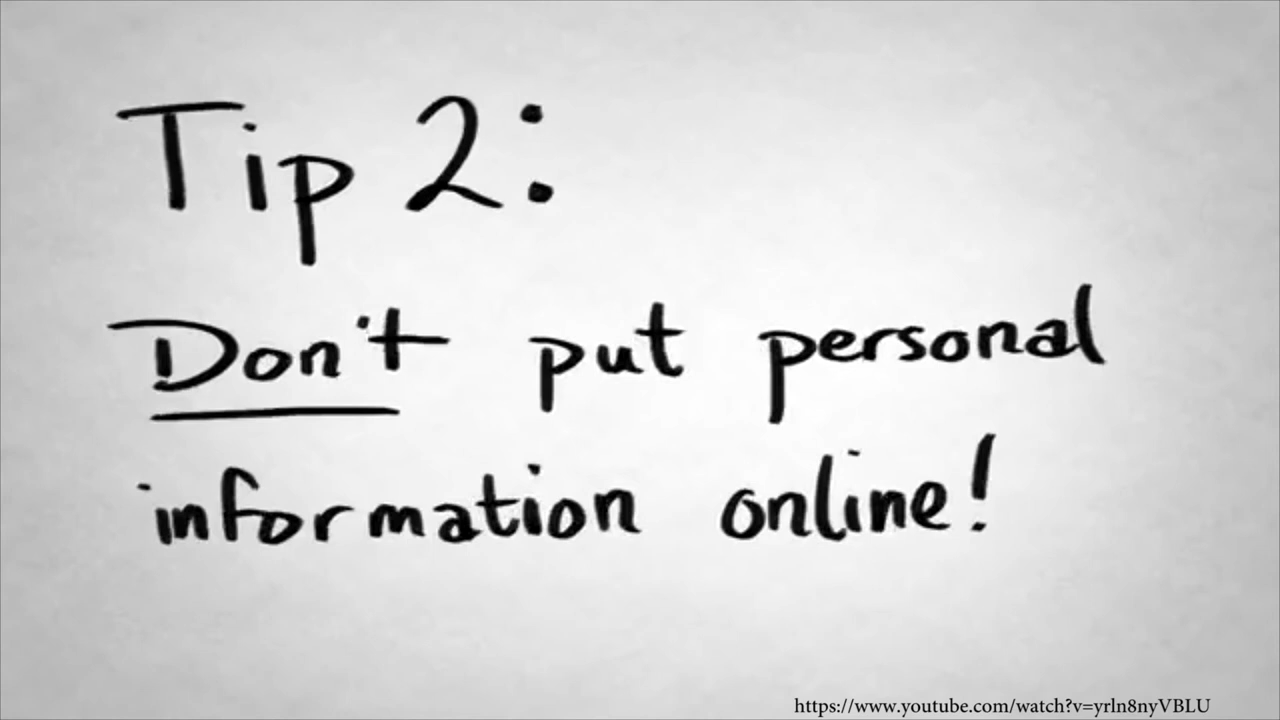 Tip 2:
Don't put personal
information online!
https://www.youtube.com/watch?v=yrln8nyVBLU